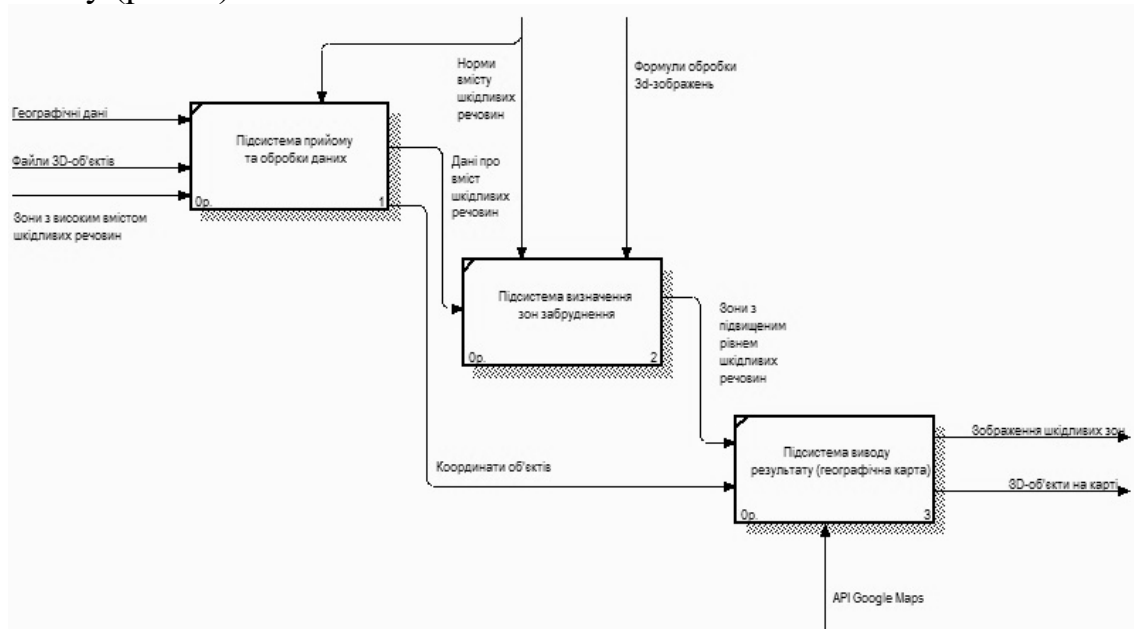 Норми
вмісту
шкідливих
речовин
Формули обробки
3d-зображень
Географічні дані
Файли 3D-об'єктів
Зони з високим вмістом
шкідливих речовин
Підсистема прийому
та обробки даних
0р.
1
Дані про
вміст
шкідливих
речовин
Підсистема визначення
зон забруднення
0р.
2
Зони з
підвищеним
рівнем
шкідливих
речовин
Координати об'єктів
Підсистема виводу
результату (географічна карта)
0р.
3
Зображення шкідливих зон
3D-об'єкти на карті
API Google Maps